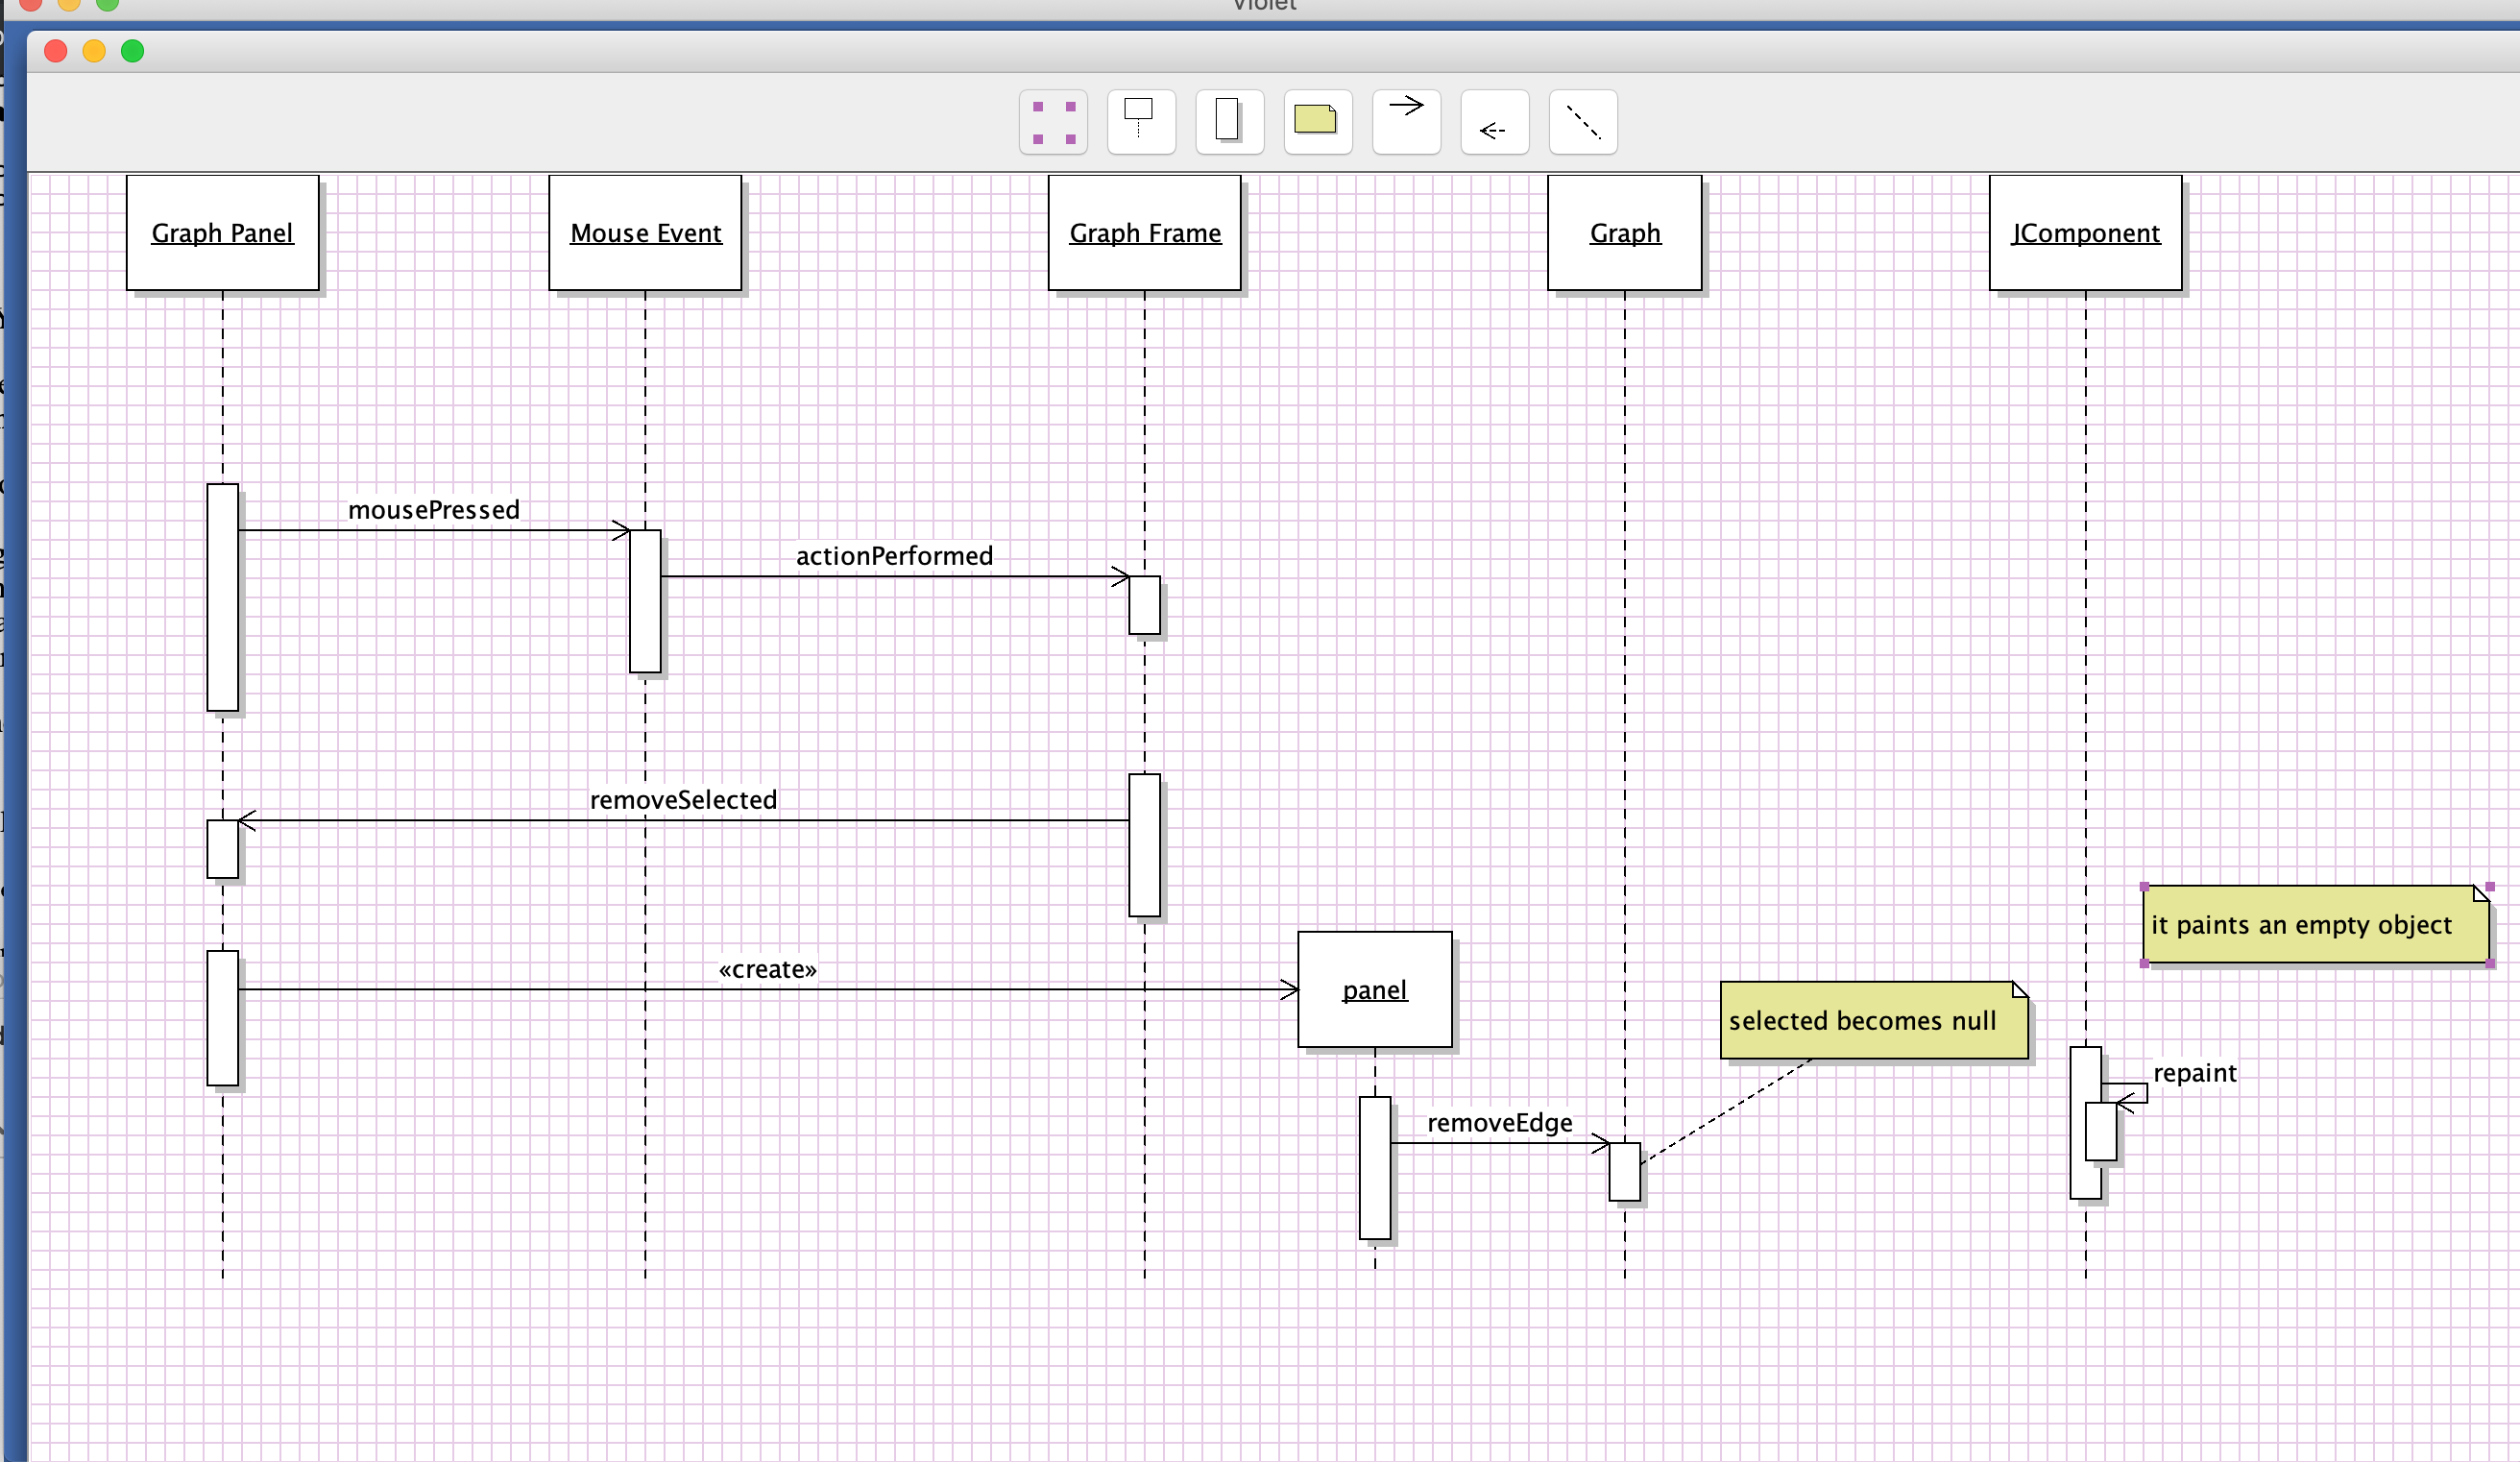 Violet
Graph Panel
Mouse Event
Graph Frame
Graph
JComponent
mousePressed
actionPerformed
removeSelected
it paints an empty object
«create»
panel
selected becomes null
repaint
removeEdge